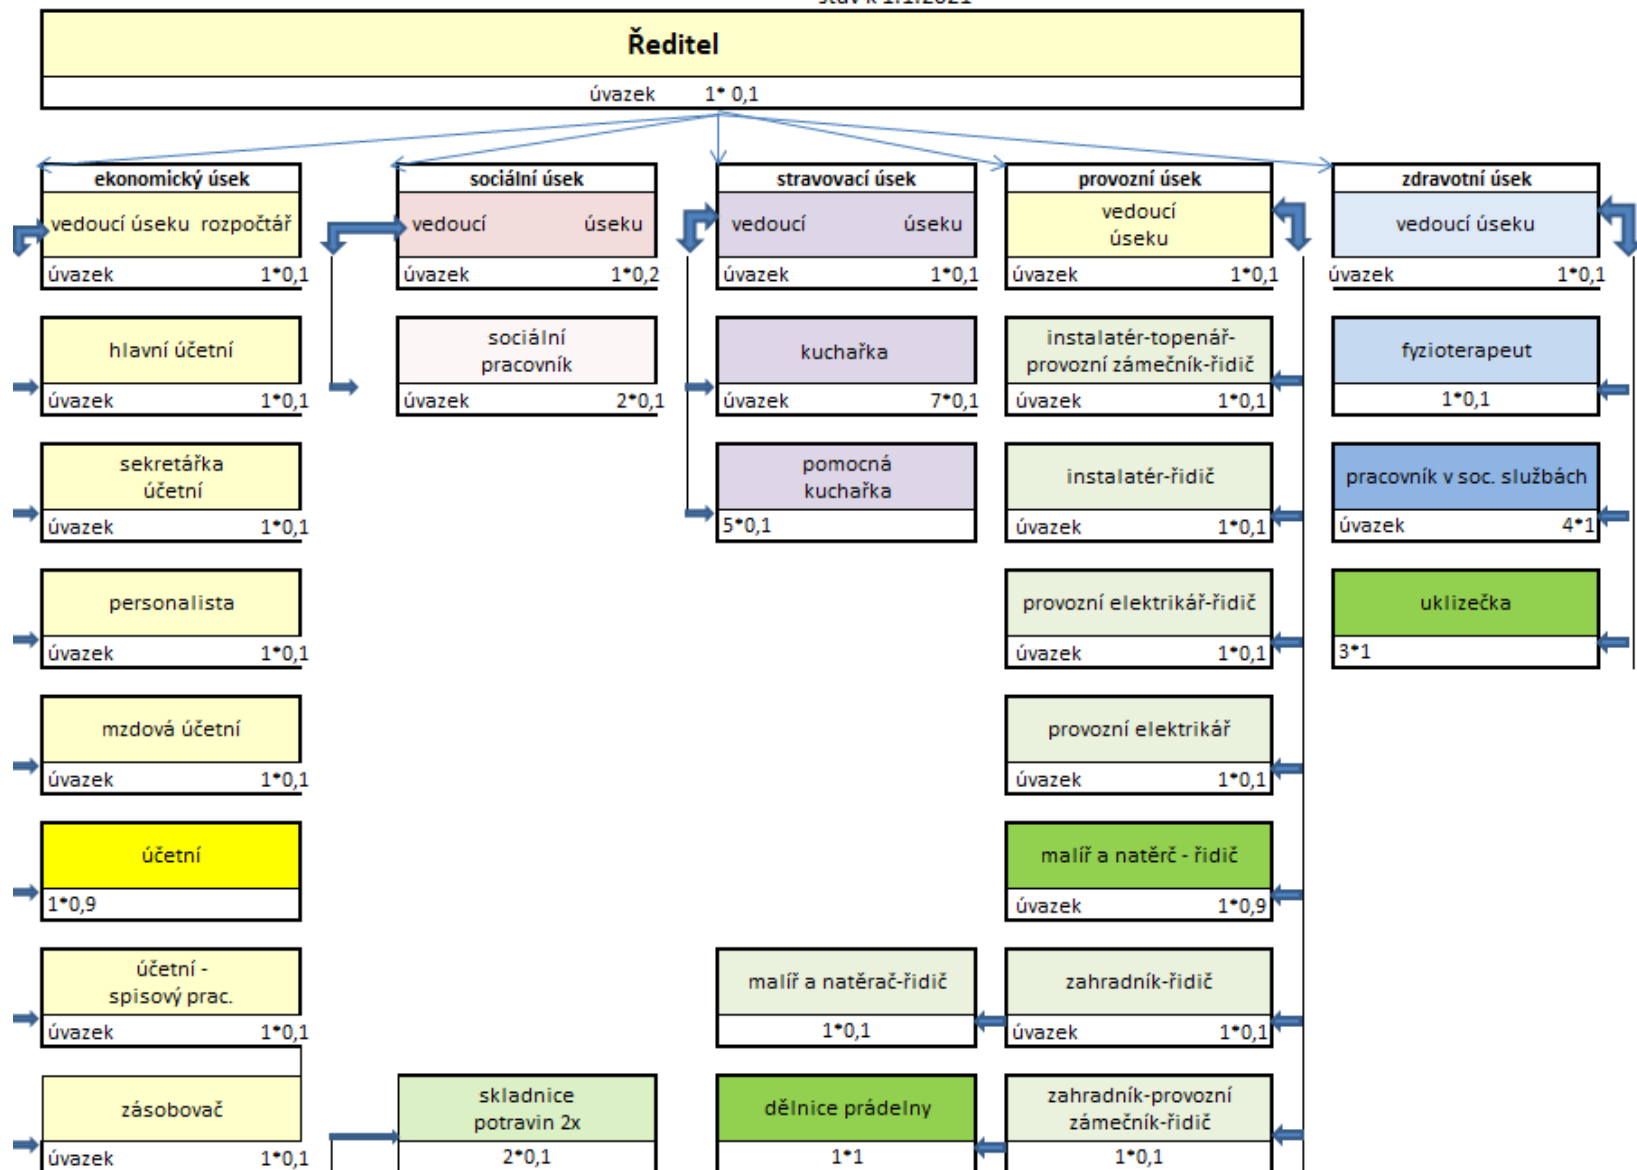 stav k 1.1.2021
Ředitel
úvazek 1* 0,1
ekonomický úsek
vedoucí úseku rozpočtář
úvazek 1*0,1
hlavní účetní
úvazek 1*0,1
sekretářka
účetní
úvazek 1*0,1
personalista
úvazek 1*0,1
mzdová účetní
úvazek 1*0,1
účetní
1*0,9
účetní -
spisový prac.
úvazek 1*0,1
zásobovač
úvazek 1*0,1
sociální úsek
vedoucí úseku
úvazek 1*0,2
sociální
pracovník
úvazek 2*0,1
skladnice
potravin 2x
2*0,1
stravovací úsek
vedoucí úseku
úvazek 1*0,1
kuchařka
úvazek 7*0,1
pomocná
kuchařka
5*0,1
malíř a natěrač-řidič
1*0,1
dělnice prádelny
1*1
provozní úsek
vedoucí
úseku
úvazek 1*0,1
instalatér-topenář-
provozní zámečník-řidič
úvazek 1*0,1
instalatér-řidič
úvazek 1*0,1
provozní elektrikář-řidič
úvazek 1*0,1
provozní elektrikář
úvazek 1*0,1
malíř a natěrč - řidič
úvazek 1*0,9
zahradník-řidič
úvazek 1*0,1
zahradník-provozní
zámečník-řidič
1*0,1
zdravotní úsek
vedoucí úseku
úvazek 1*0,1
fyzioterapeut
1*0,1
pracovník v soc. službách
úvazek 4*1
uklizečka
3*1